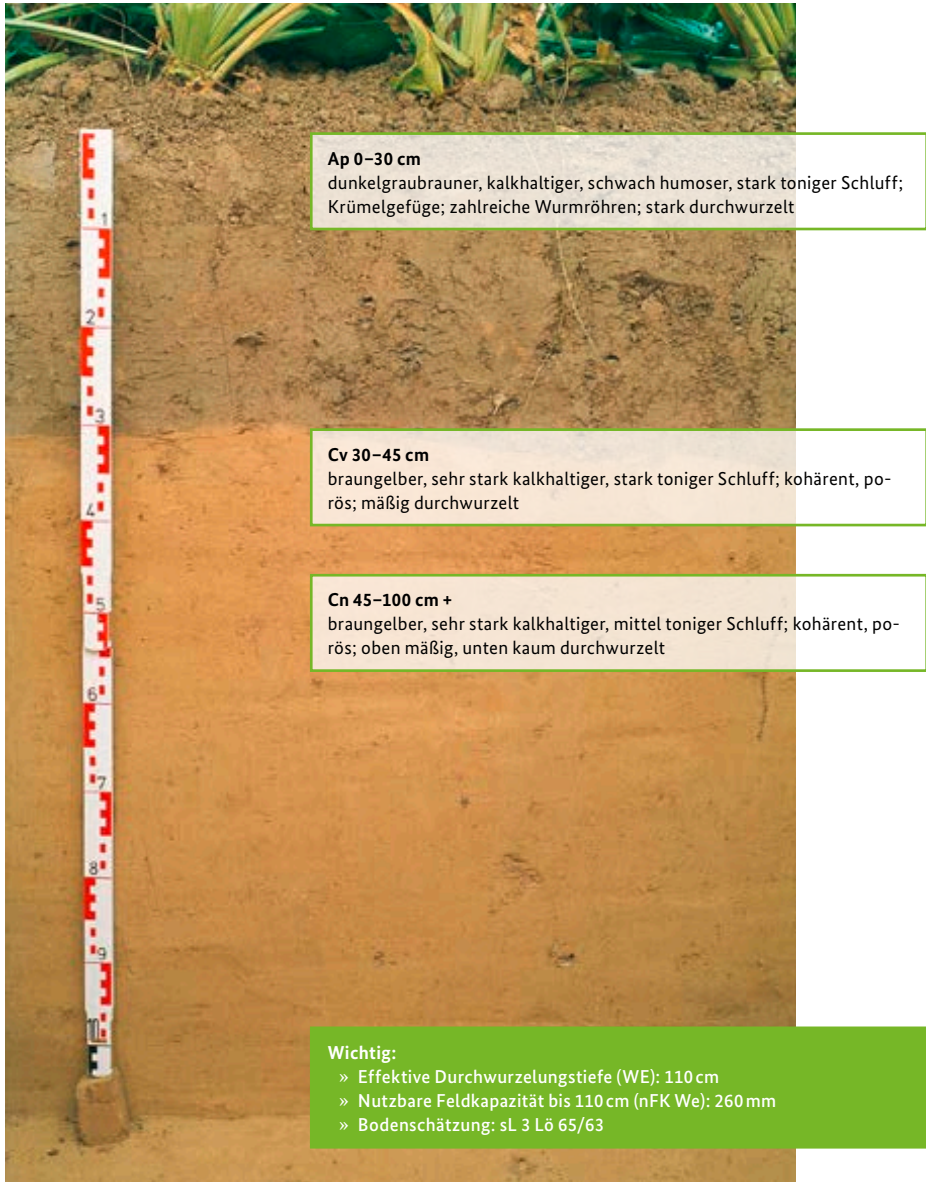 Ap 0–30 cm
dunkelgraubrauner, kalkhaltiger, schwach humoser, stark toniger Schluff;
Krümelgefüge; zahlreiche Wurmröhren; stark durchwurzelt
1
2
3
Cv 30–45 cm
braungelber, sehr stark kalkhaltiger, stark toniger Schluff; kohärent, po-
rös; mäßig durchwurzelt
4
5
Cn 45–100 cm +
braungelber, sehr stark kalkhaltiger, mittel toniger Schluff; kohärent, po-
rös; oben mäßig, unten kaum durchwurzelt
6
7
8
9
10
Wichtig:
» Effektive Durchwurzelungstiefe (WE): 110 cm
» Nutzbare Feldkapazität bis 110 cm (nFK We): 260 mm
» Bodenschätzung: sL 3 Lö 65/63